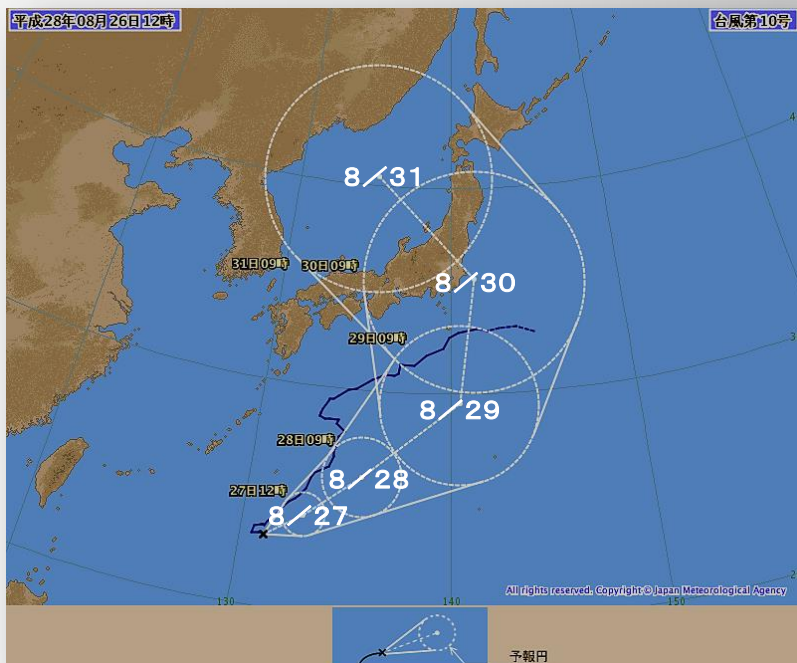 平成28年08月26日12時
台風第10号
8/31
31日09時
30日09時
8/30
29日09時
8/29
28日09時
8/28
27日12時
8/27
All rights reserved. Copyright © Japan Meteorological Agency
130
140
150
4
3
2
予報円